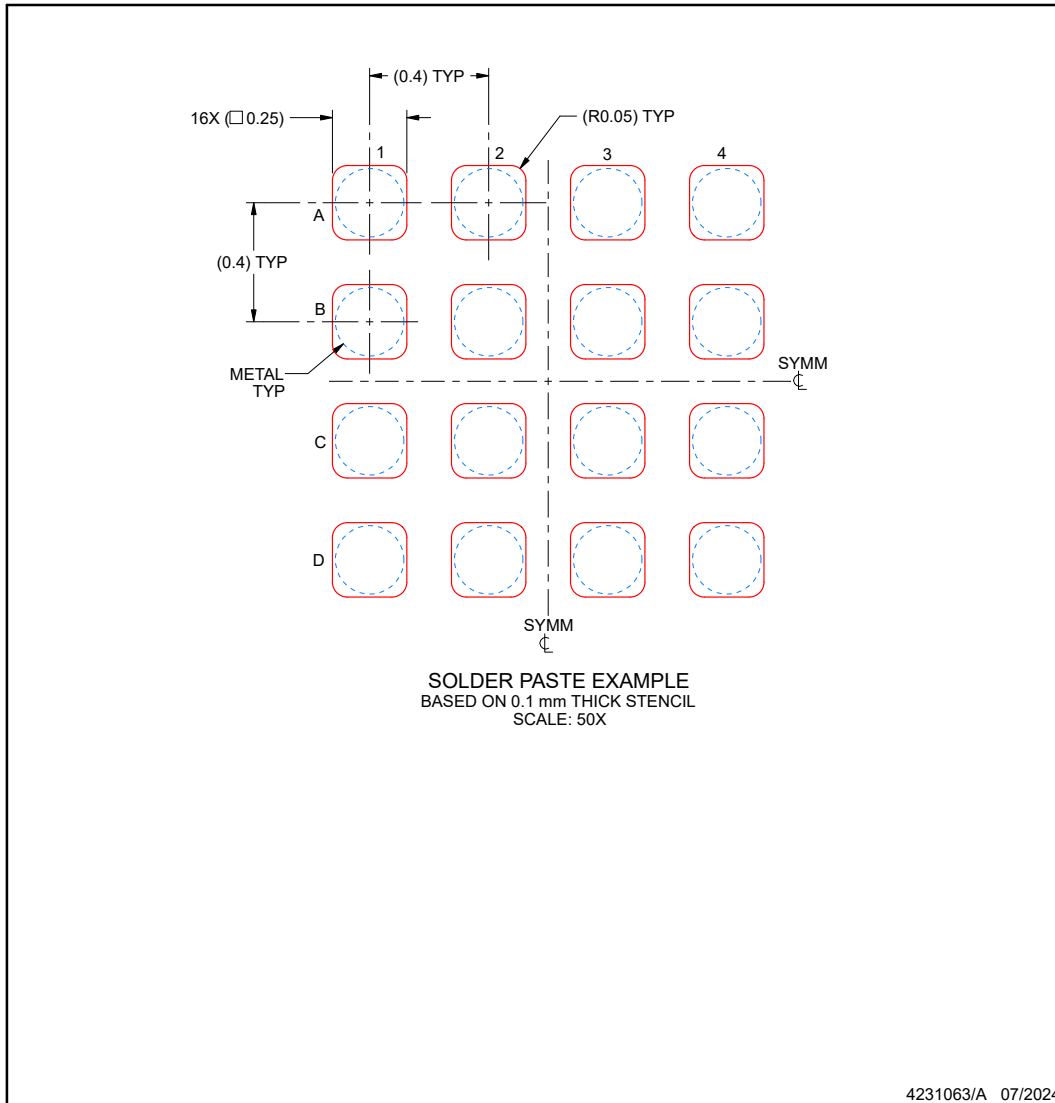 (0.4) TYP
16X (□ 0.25)
(R0.05) TYP
1
2
3
4
A
(0.4) TYP
B
METAL
TYP
SYMM
℄
C
D
SYMM
℄
SOLDER PASTE EXAMPLE
BASED ON 0.1 mm THICK STENCIL
SCALE: 50X
4231063/A 07/2024